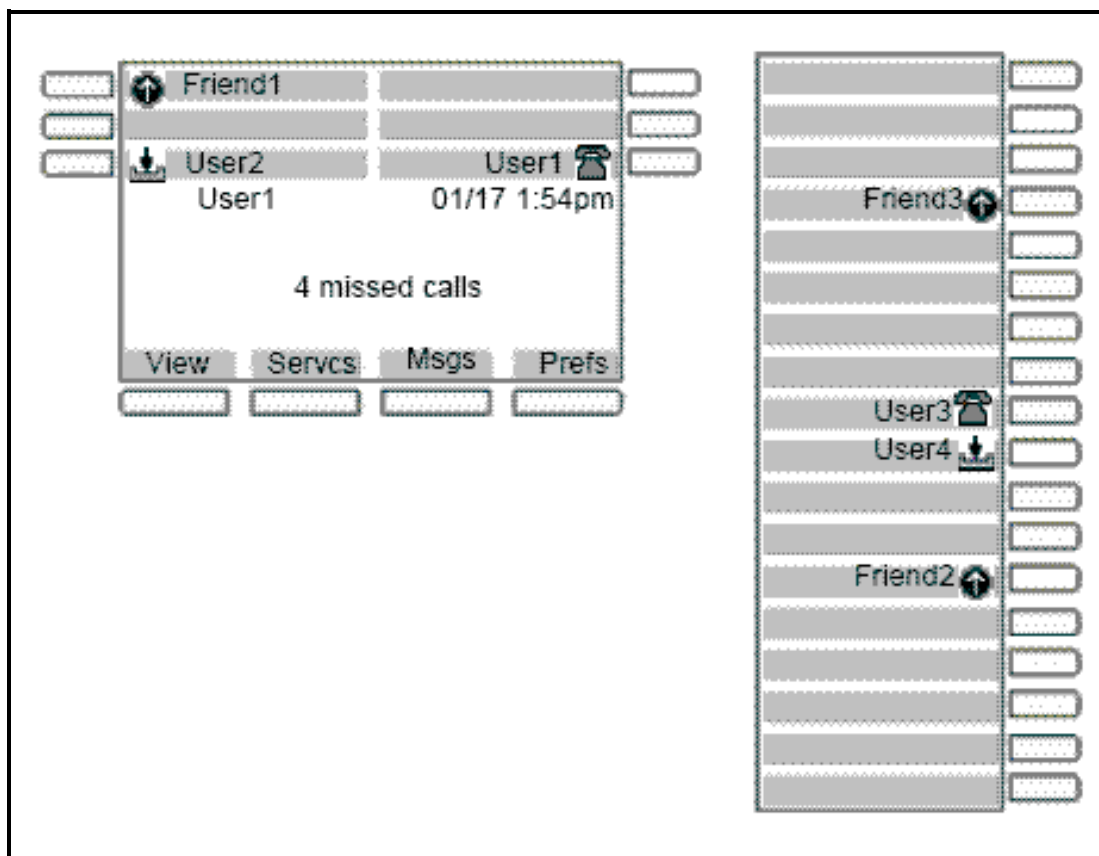 Friend1
User2 User1
User1 01/17 1:54pm
4 missed calls
View Servcs Msgs Prefs
Friend3
User3
User4
Friend2